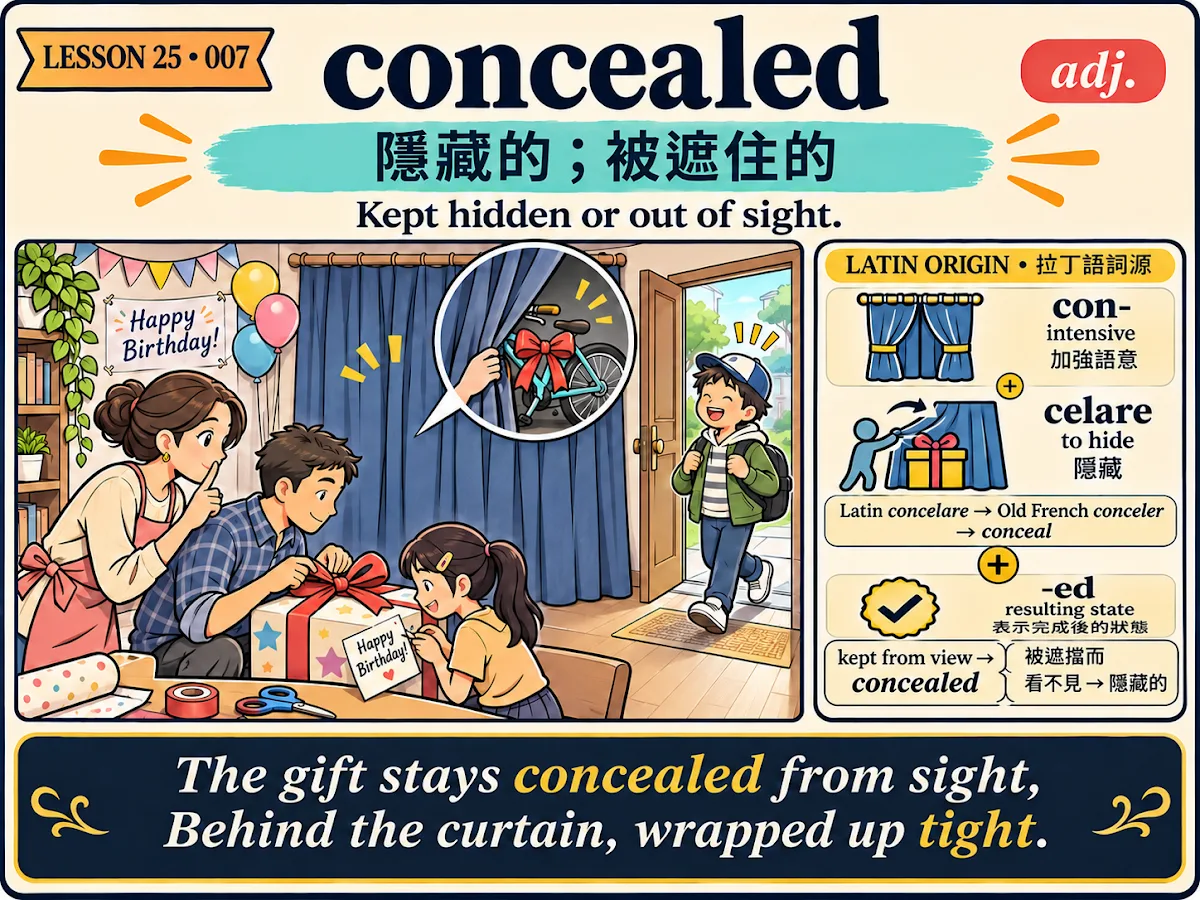 LESSON 25 • 007
concealed
adj.
隱藏的；被遮住的
Kept hidden or out of sight.
Happy
Birthday!
Happy
Birthday!
LATIN ORIGIN • 拉丁語詞源
con-
intensive
加強語意
+
celare
to hide
隱藏
Latin concelare → Old French conceler
→ conceal
+
-ed
resulting state
表示完成後的狀態
kept from view →
concealed
被遮擋而
看不見 → 隱藏的
The gift stays concealed from sight,
Behind the curtain, wrapped up tight.